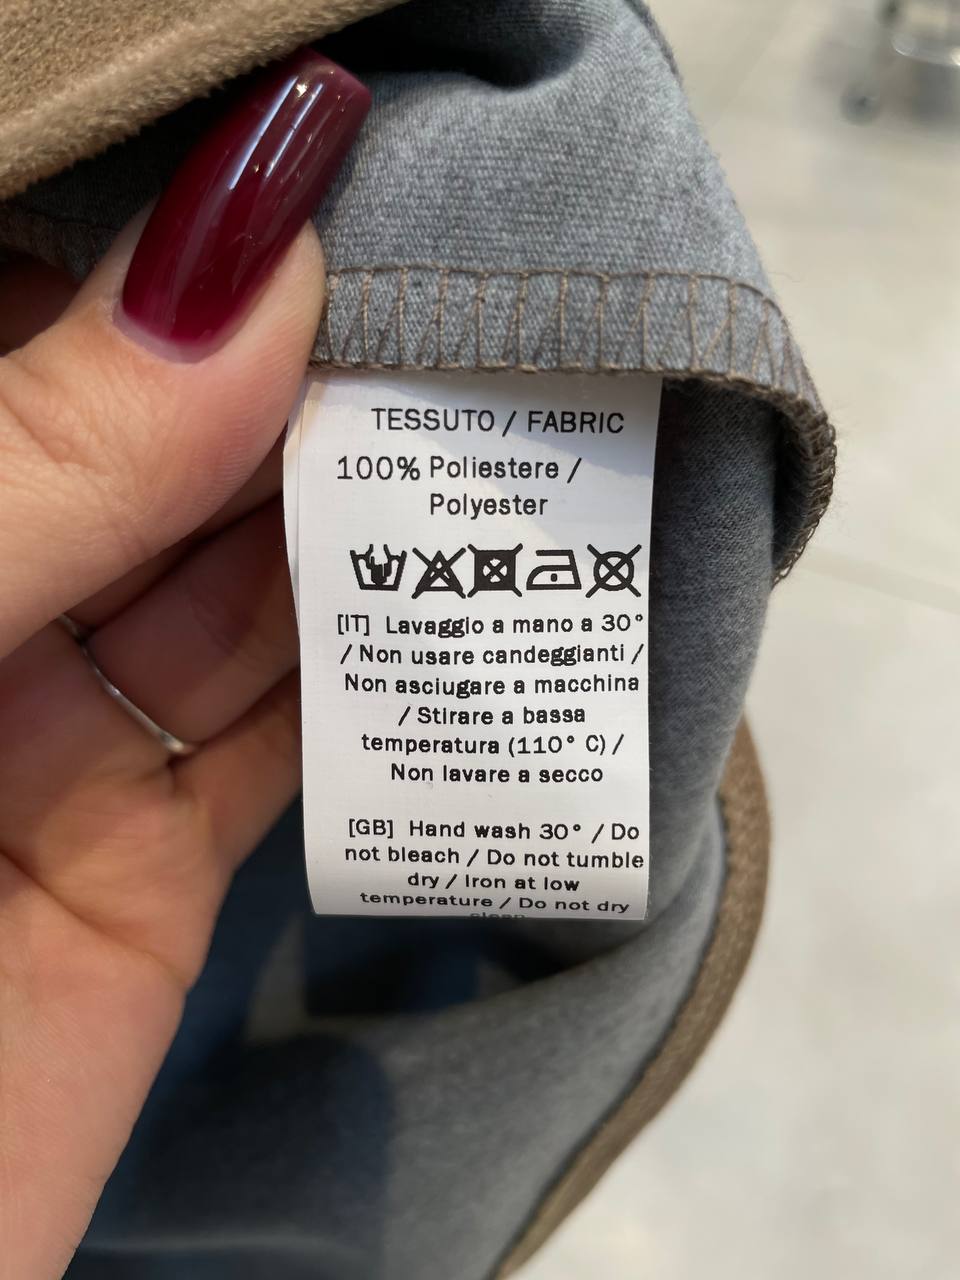 TESSUTO / FABRIC
100% Poliestere /
Polyester
[IT] Lavaggio a mano a 30°
/ Non usare candeggianti /
Non asciugare a macchina
/ Stirare a bassa
temperatura (110° C) /
Non lavare a secco
[GB] Hand wash 30° / Do
not bleach / Do not tumble
dry / Iron at low
temperature / Do not dry
clean